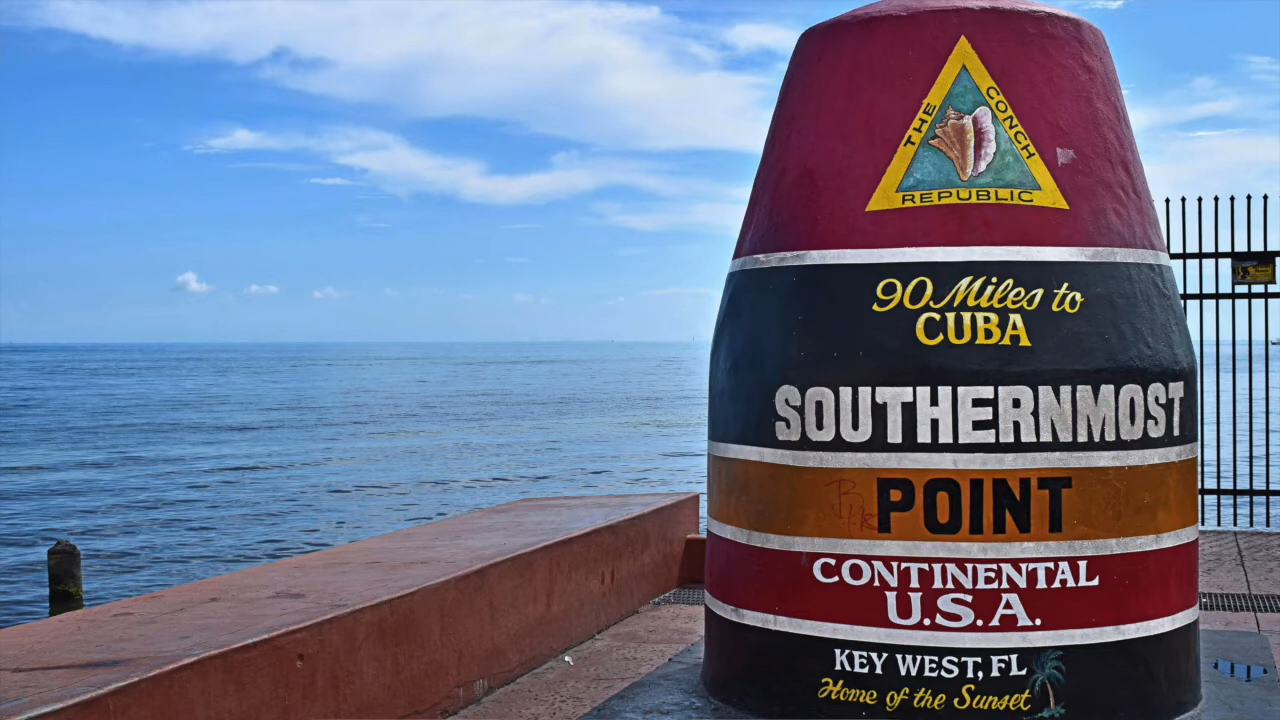 THE CONCH
REPUBLIC
90 Miles to
CUBA
SOUTHERNMOST
POINT
CONTINENTAL
U.S.A.
KEY WEST, FL
Home of the Sunset